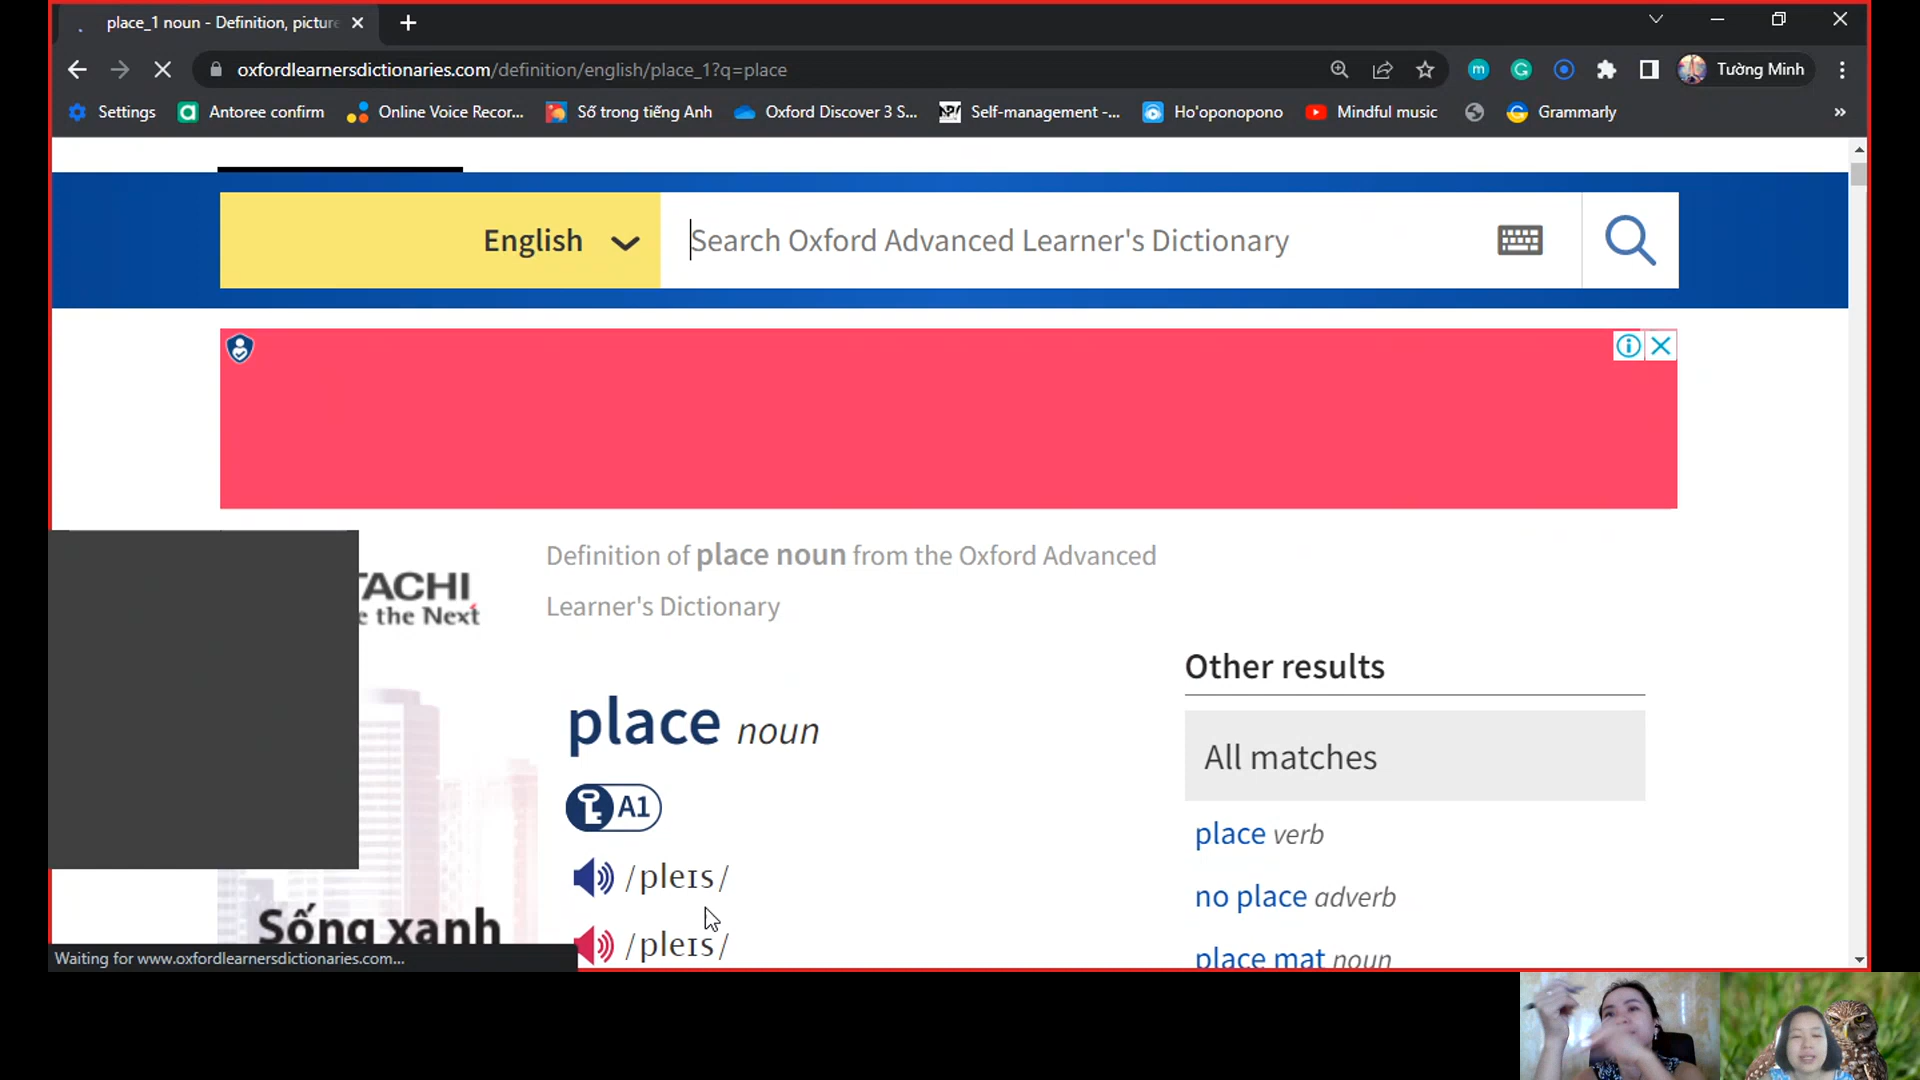 place_1 noun - Definition, picture
oxfordlearnersdictionaries.com/definition/english/place_1?q=place
Tường Minh
Settings
Antoree confirm
Online Voice Recor...
Số trong tiếng Anh
Oxford Discover 3 S...
Self-management -...
Ho'oponopono
Mindful music
Grammarly
English
Search Oxford Advanced Learner's Dictionary
Definition of place noun from the Oxford Advanced
Learner's Dictionary
TACHI
e the Next
Other results
place noun
All matches
A1
place verb
/pleɪs/
no place adverb
Sống xanh
/pleɪs/
place mat noun
Waiting for www.oxfordlearnersdictionaries.com...